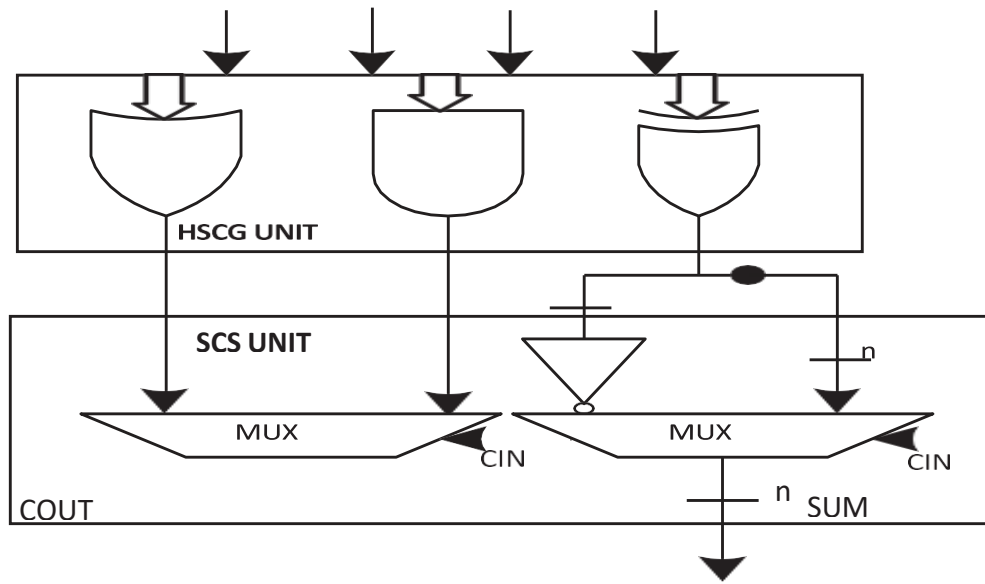 HSCG UNIT
SCS UNIT
n
MUX
CIN
MUX
CIN
COUT
n
SUM